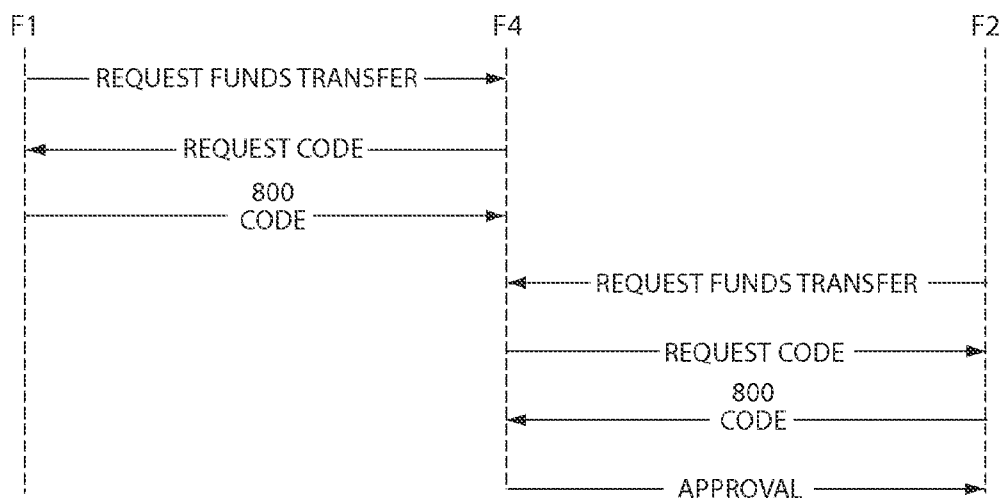 F1 F4 F2
REQUEST FUNDS TRANSFER
REQUEST CODE
800
CODE
REQUEST FUNDS TRANSFER
REQUEST CODE
800
CODE
APPROVAL